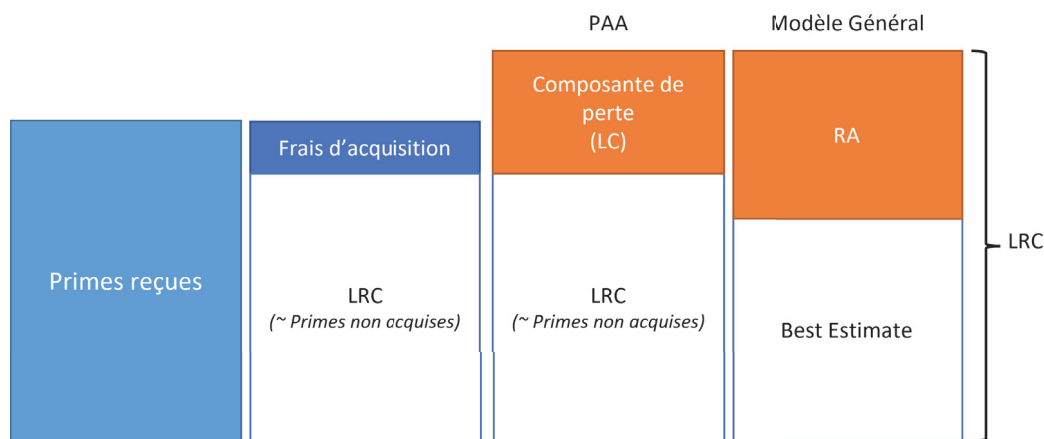 PAA
Modèle Général
Composante de
perte
(LC)
RA
Frais d'acquisition
Primes reçues
LRC
(~ Primes non acquises)
LRC
(~ Primes non acquises)
Best Estimate
LRC